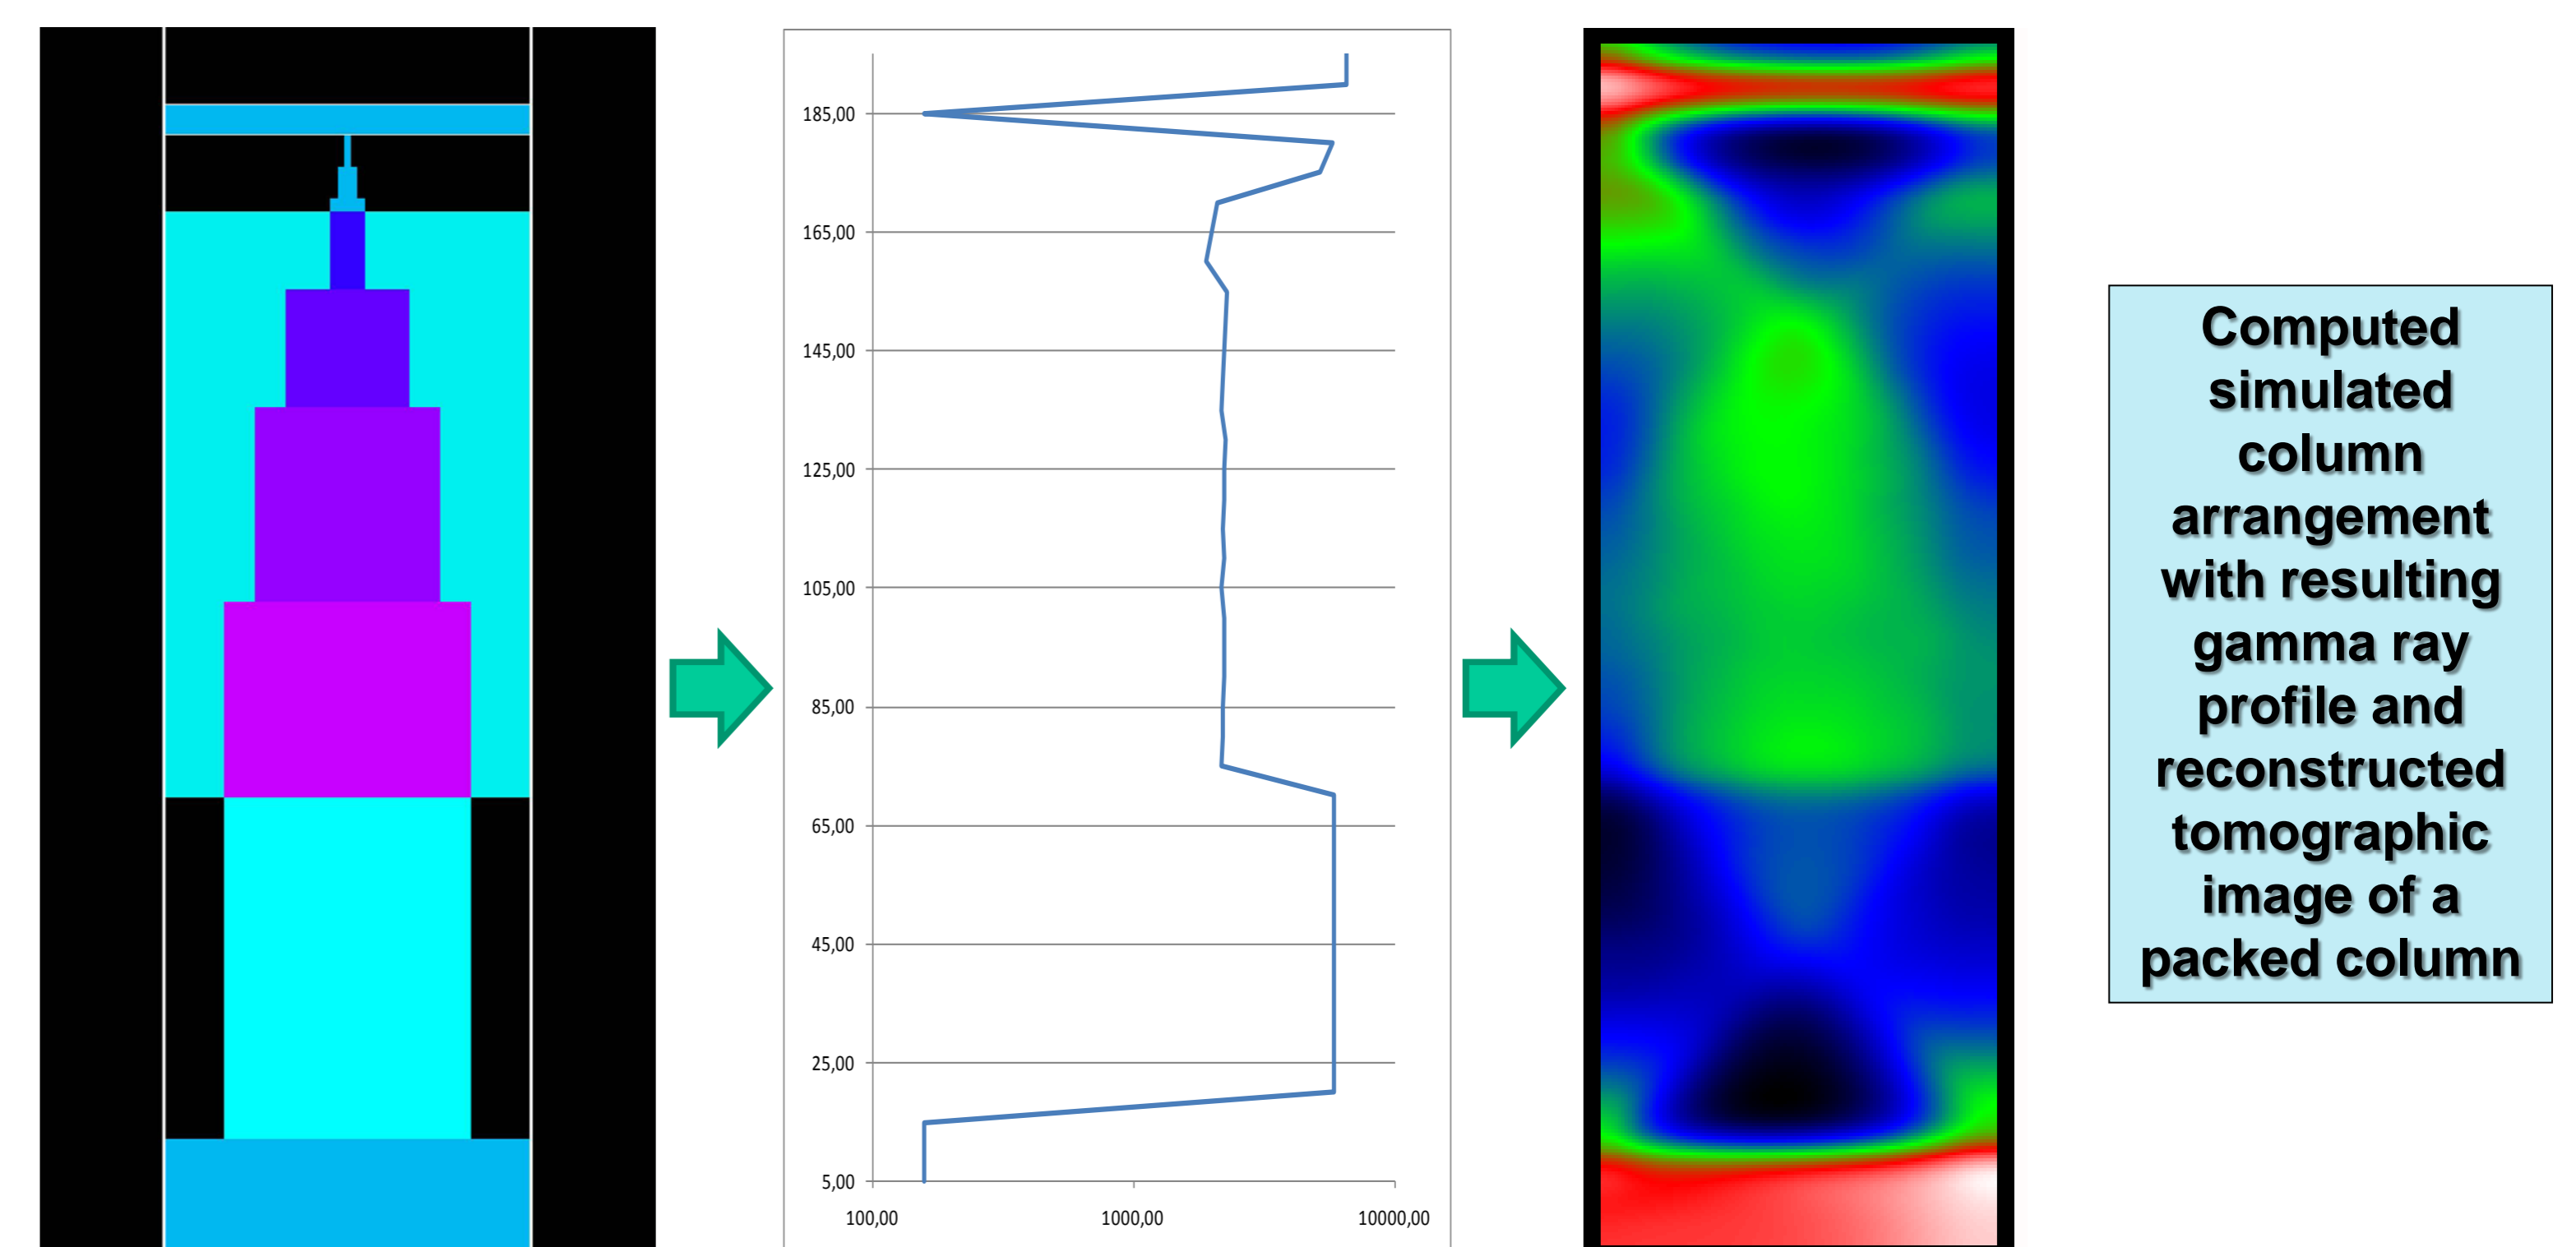 185,00
165,00
145,00
125,00
105,00
85,00
65,00
45,00
25,00
5,00
100,00 1000,00 10000,00
Computed
simulated
column
arrangement
with resulting
gamma ray
profile and
reconstructed
tomographic
image of a
packed column